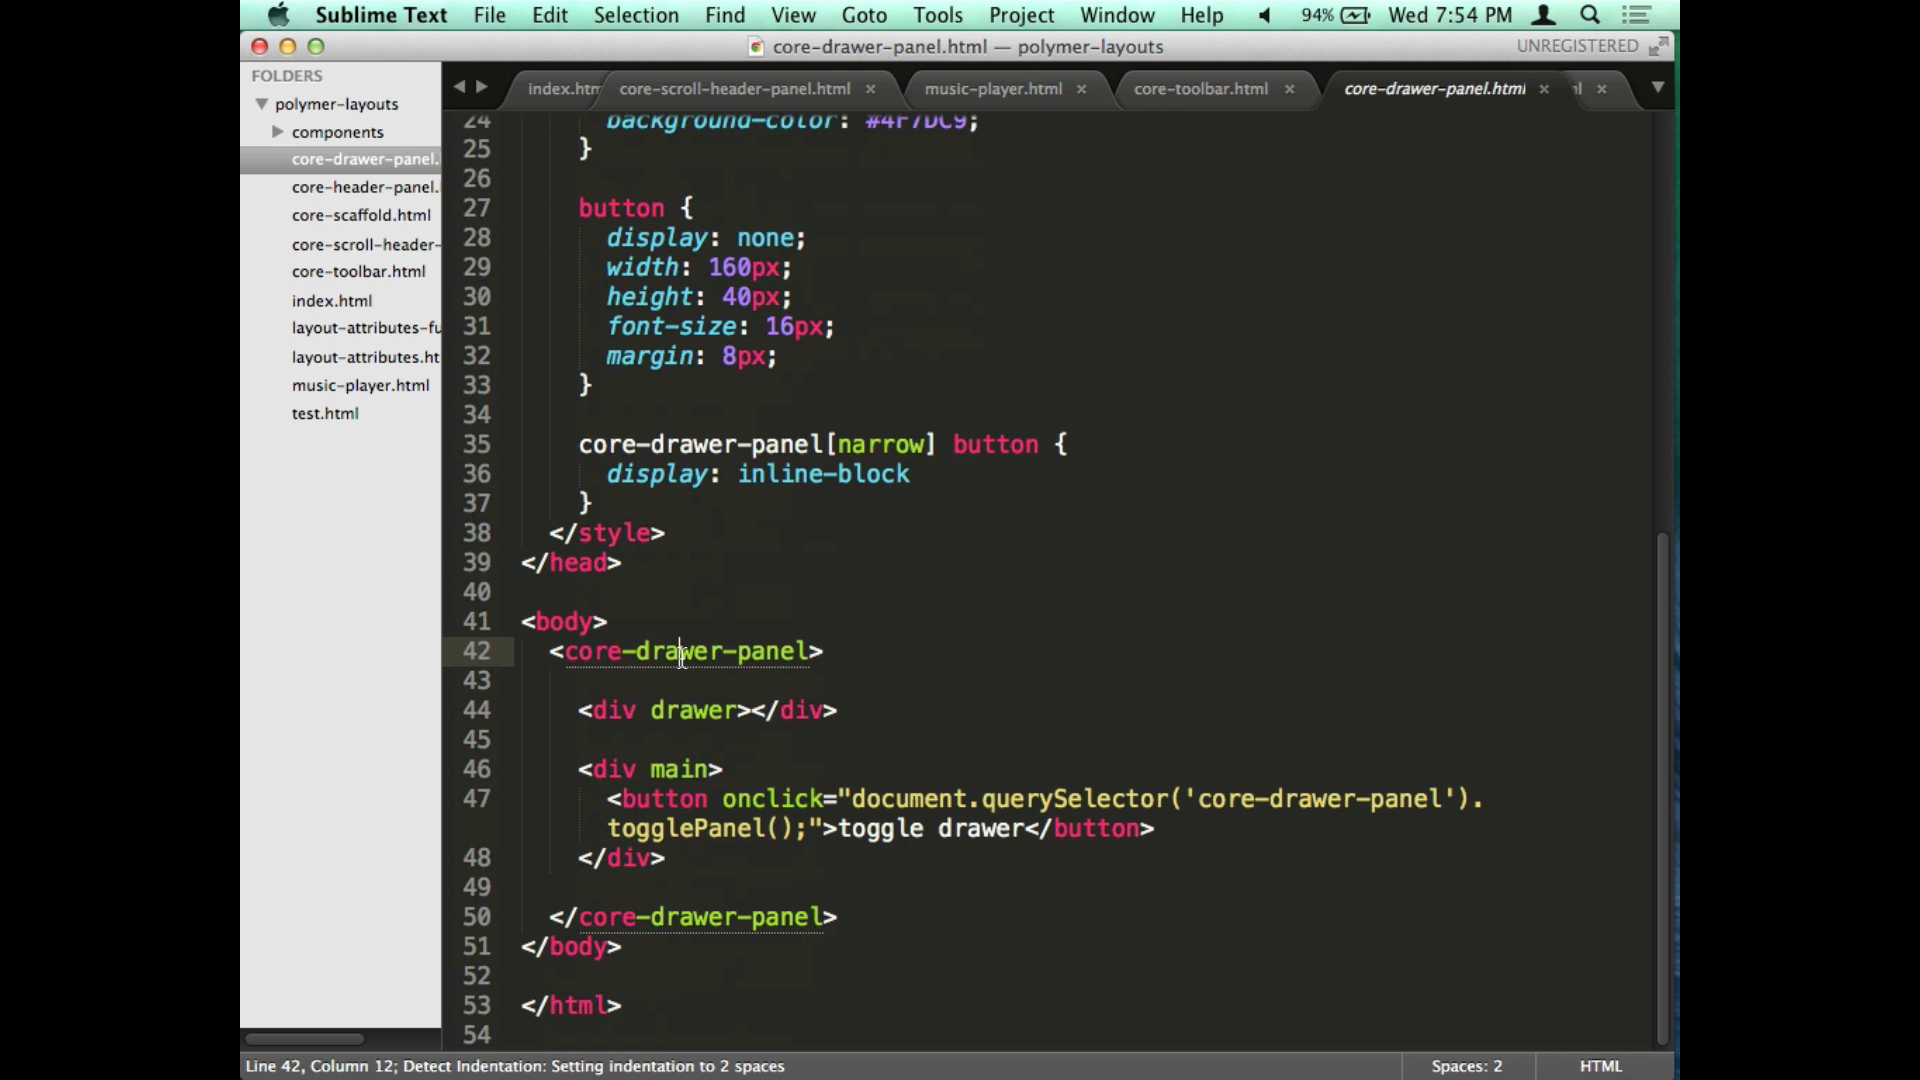 Sublime Text File Edit Selection Find View Goto Tools Project Window Help 94% Wed 7:54 PM
core-drawer-panel.html — polymer-layouts UNREGISTERED
FOLDERS
polymer-layouts
components
core-drawer-panel.
core-header-panel.
core-scaffold.html
core-scroll-header-
core-toolbar.html
index.html
layout-attributes-fu
layout-attributes.ht
music-player.html
test.html
index.htm core-scroll-header-panel.html × music-player.html × core-toolbar.html × core-drawer-panel.html × ×
24 background-color: #4F7DC9;
25 }
26
27 button {
28 display: none;
29 width: 160px;
30 height: 40px;
31 font-size: 16px;
32 margin: 8px;
33 }
34
35 core-drawer-panel[narrow] button {
36 display: inline-block
37 }
38 </style>
39 </head>
40
41 <body>
42 <core-drawer-panel>
43
44 <div drawer></div>
45
46 <div main>
47 <button onclick="document.querySelector('core-drawer-panel').
togglePanel();">toggle drawer</button>
48 </div>
49
50 </core-drawer-panel>
51 </body>
52
53 </html>
54
Line 42, Column 12; Detect Indentation: Setting indentation to 2 spaces Spaces: 2 HTML